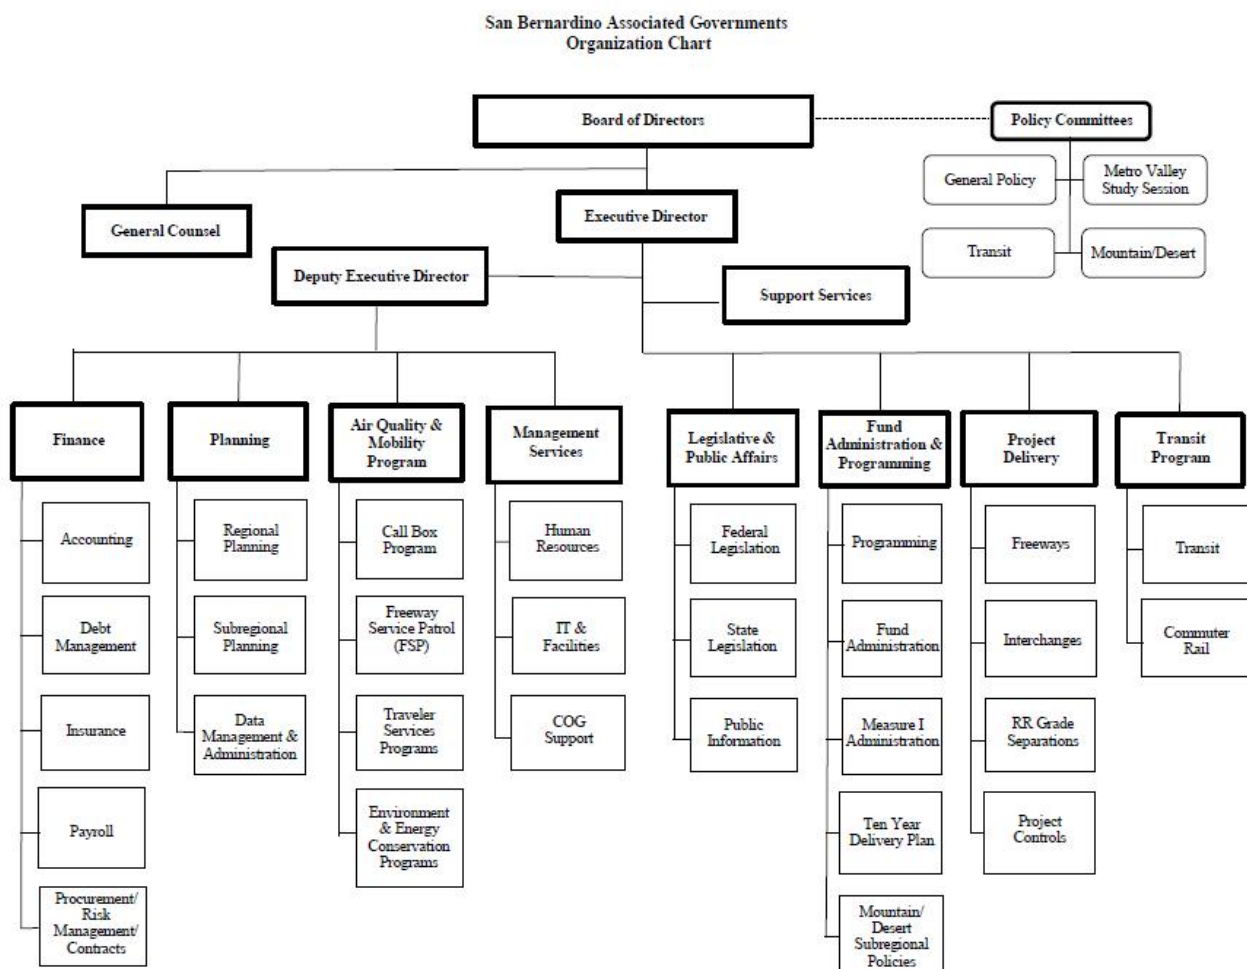 San Bernardino Associated Governments
Organization Chart
Board of Directors
Policy Committees
General Policy
Metro Valley
Study Session
Transit
Mountain/Desert
General Counsel
Executive Director
Deputy Executive Director
Support Services
Finance
Planning
Air Quality &
Mobility
Program
Management
Services
Legislative &
Public Affairs
Fund
Administration &
Programming
Project
Delivery
Transit
Program
Accounting
Debt
Management
Insurance
Payroll
Procurement/
Risk
Management/
Contracts
Regional
Planning
Subregional
Planning
Data
Management &
Administration
Call Box
Program
Freeway
Service Patrol
(FSP)
Traveler
Services
Programs
Environment
& Energy
Conservation
Programs
Human
Resources
IT &
Facilities
COG
Support
Federal
Legislation
State
Legislation
Public
Information
Programming
Fund
Administration
Measure I
Administration
Ten Year
Delivery Plan
Mountain/
Desert
Subregional
Policies
Freeways
Interchanges
RR Grade
Separations
Project
Controls
Transit
Commuter
Rail